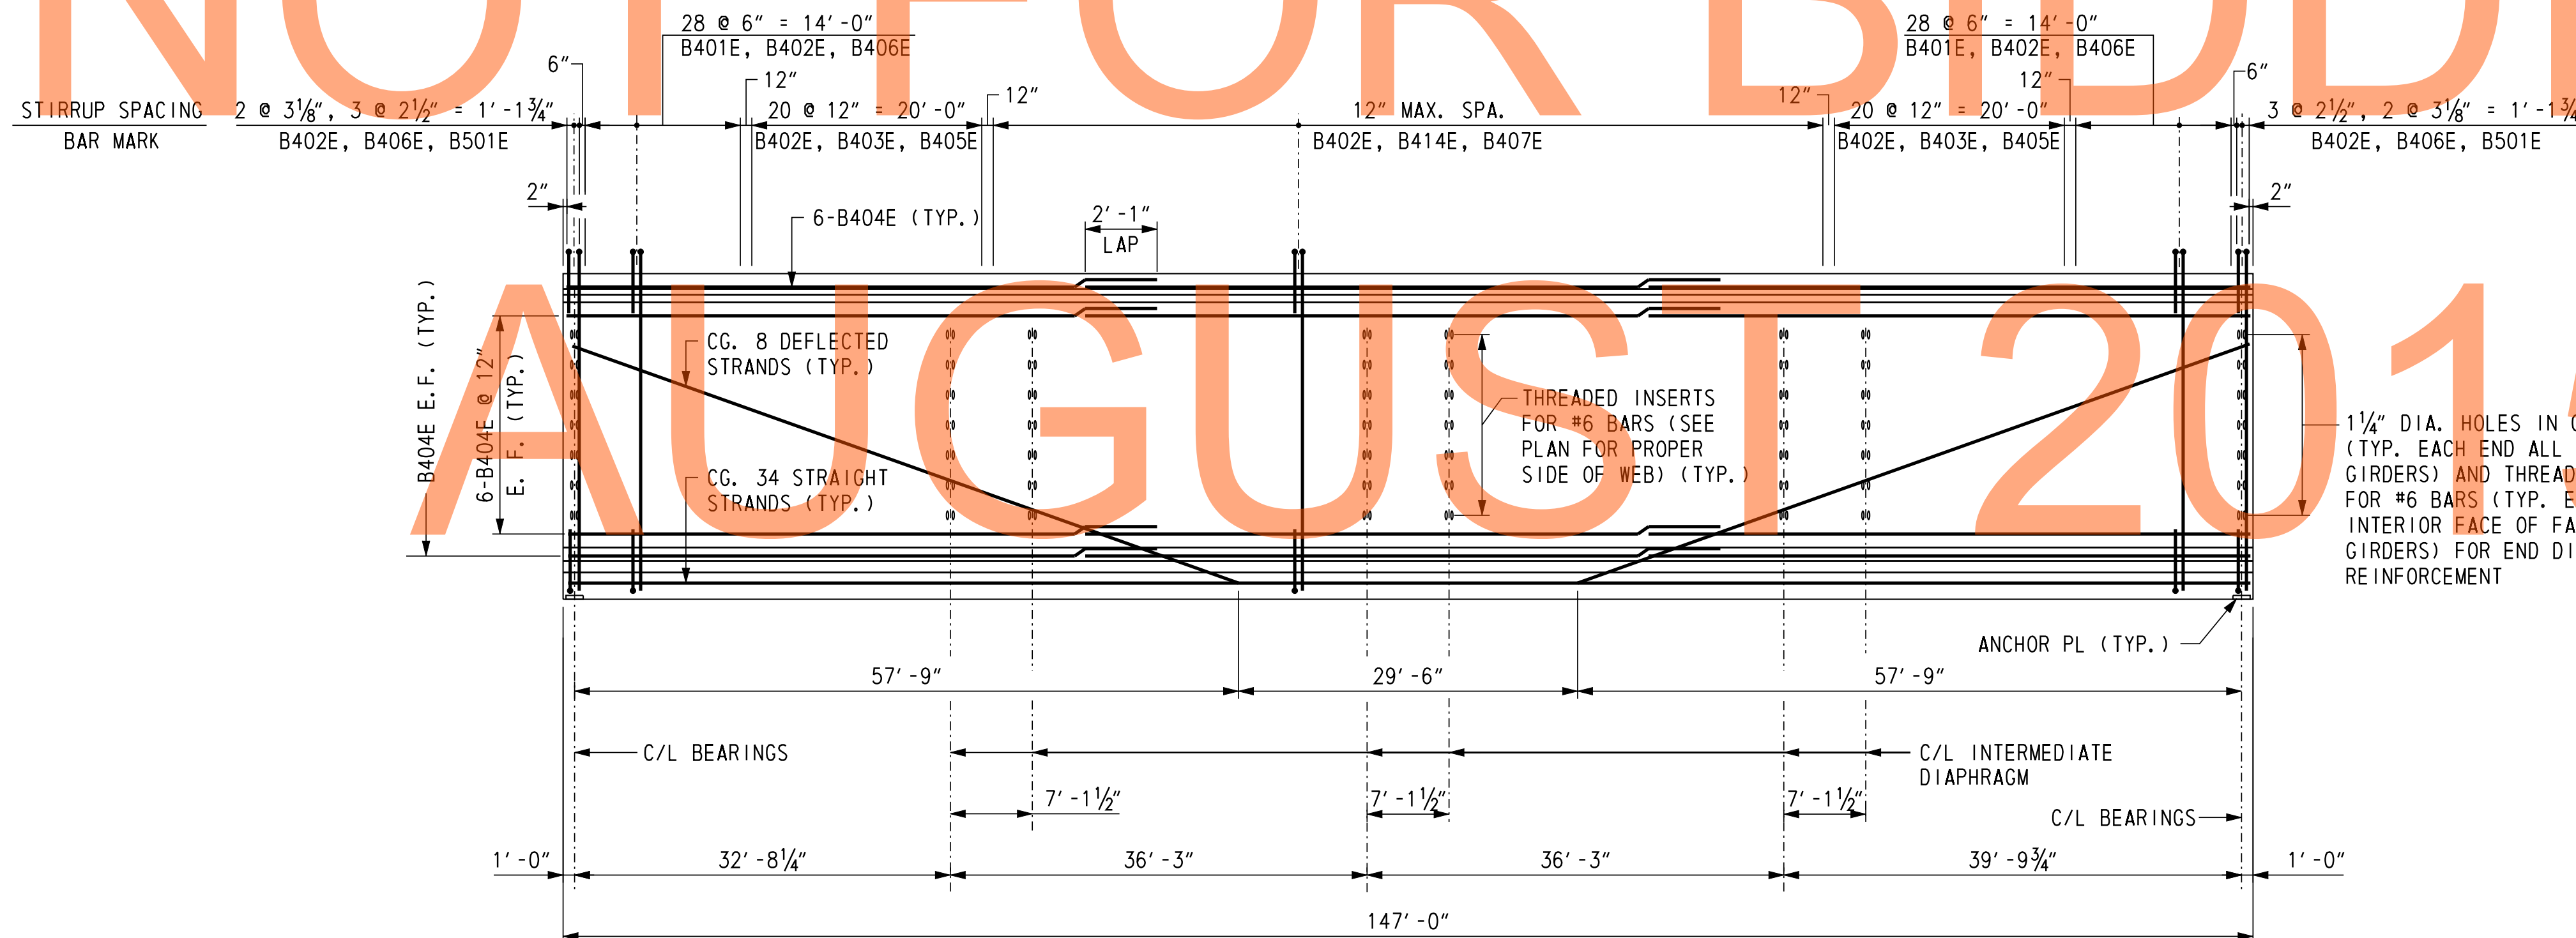 NOT FOR BIDD
28 @ 6" = 14'-0"
B401E, B402E, B406E
28 @ 6" = 14'-0"
B401E, B402E, B406E
6"
12"
12"
6"
STIRRUP SPACING
BAR MARK
2 @ 3⅛", 3 @ 2½" = 1'-1¾"
B402E, B406E, B501E
20 @ 12" = 20'-0"
B402E, B403E, B405E
12"
12" MAX. SPA.
B402E, B414E, B407E
12"
20 @ 12" = 20'-0"
B402E, B403E, B405E
3 @ 2½", 2 @ 3⅛" = 1'-1¾
B402E, B406E, B501E
2"
2"
6-B404E (TYP.)
2'-1"
LAP
AUGUST 201
B404E E.F. (TYP.)
6-B404E @ 12"
E. F. (TYP.)
CG. 8 DEFLECTED
STRANDS (TYP.)
CG. 34 STRAIGHT
STRANDS (TYP.)
THREADED INSERTS
FOR #6 BARS (SEE
PLAN FOR PROPER
SIDE OF WEB) (TYP.)
1¼" DIA. HOLES IN
(TYP. EACH END ALL
GIRDERS) AND THREAD
FOR #6 BARS (TYP. E
INTERIOR FACE OF FA
GIRDERS) FOR END DI
REINFORCEMENT
ANCHOR PL (TYP.)
57'-9"
29'-6"
57'-9"
C/L BEARINGS
C/L INTERMEDIATE
DIAPHRAGM
7'-1½"
7'-1½"
7'-1½"
C/L BEARINGS
1'-0"
32'-8¼"
36'-3"
36'-3"
39'-9¾"
1'-0"
147'-0"